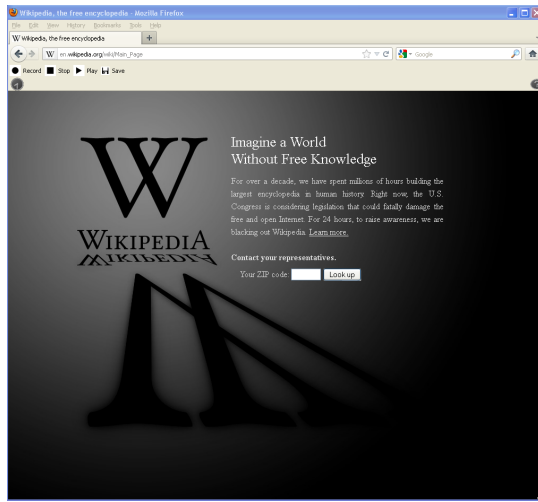 Wikipedia, the free encyclopedia - Mozilla Firefox
File Edit View History Bookmarks Tools Help
W Wikipedia, the free encyclopedia +
W en.wikipedia.org/wiki/Main_Page Google
Record Stop Play Save
W
WIKIPEDIA
Imagine a World
Without Free Knowledge
For over a decade, we have spent millions of hours building the
largest encyclopedia in human history. Right now, the U.S.
Congress is considering legislation that could fatally damage the
free and open Internet. For 24 hours, to raise awareness, we are
blacking out Wikipedia. Learn more.
Contact your representatives.
Your ZIP code: Look up